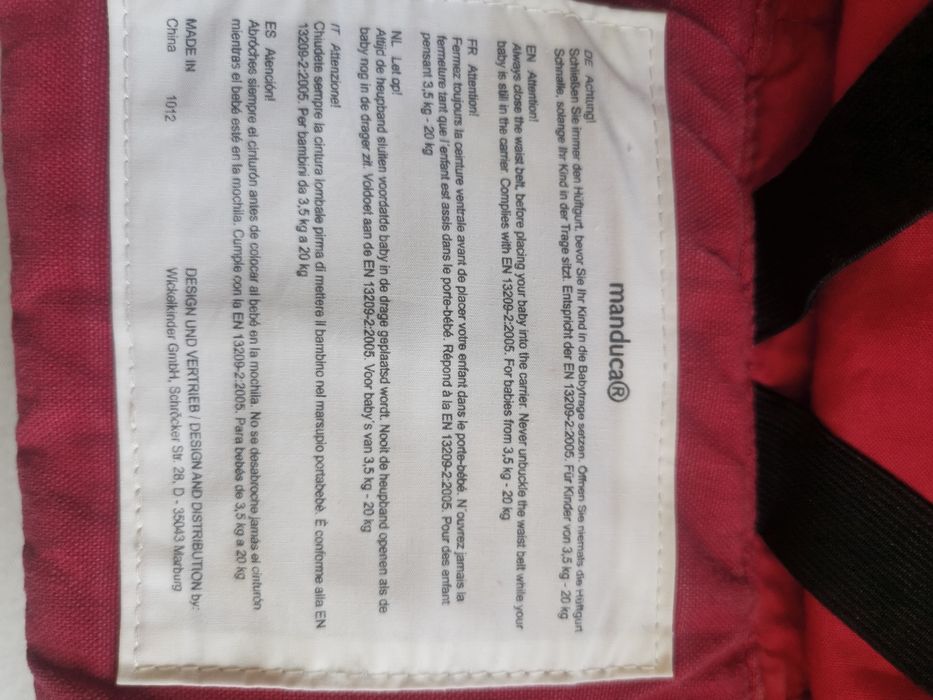 manduca®
DE Achtung!
Schließen Sie immer den Hüftgurt, bevor Sie Ihr Kind in die Babytrage setzen. Öffnen Sie niemals die Hüftgurt
Schnalle, solange Ihr Kind in der Trage sitzt. Entspricht der EN 13209-2:2005. Für Kinder von 3,5 kg - 20 kg
EN Attention!
Always close the waist belt, before placing your baby into the carrier. Never unbuckle the waist belt while your
baby is still in the carrier. Complies with EN 13209-2:2005. For babies from 3,5 kg - 20 kg
FR Attention!
Fermez toujours la ceinture ventrale avant de placer votre enfant dans le porte-bébé. N´ouvrez jamais la
fermeture tant que l´enfant est assis dans le porte-bébé. Répond à la EN 13209-2:2005. Pour des enfant
pensant 3,5 kg - 20 kg
NL Let op!
Altijd de heupband sluiten voordatde baby in de drage geplaatsd wordt. Nooit de heupband openen als de
baby nog in de drager zit. Voldoet aan de EN 13209-2:2005. Voor baby´s van 3,5 kg - 20 kg
IT Attenzione!
Chiudete sempre la cintura lombale pirma di mettere il bambino nel marsupio portabebè. È conforme alla EN
13209-2:2005. Per bambini da 3,5 kg a 20 kg
ES Atención!
Abróches siempre el cinturón antes de colocar al bebé en la mochila. No se desabroche jamás el cinturón
mientras el bebé esté en la mochila. Cumple con la EN 13209-2:2005. Para bebés de 3,5 kg a 20 kg
MADE IN DESIGN UND VERTRIEB / DESIGN AND DISTRIBUTION by:
China 1012 Wickelkinder GmbH, Schröcker Str. 28, D - 35043 Marburg